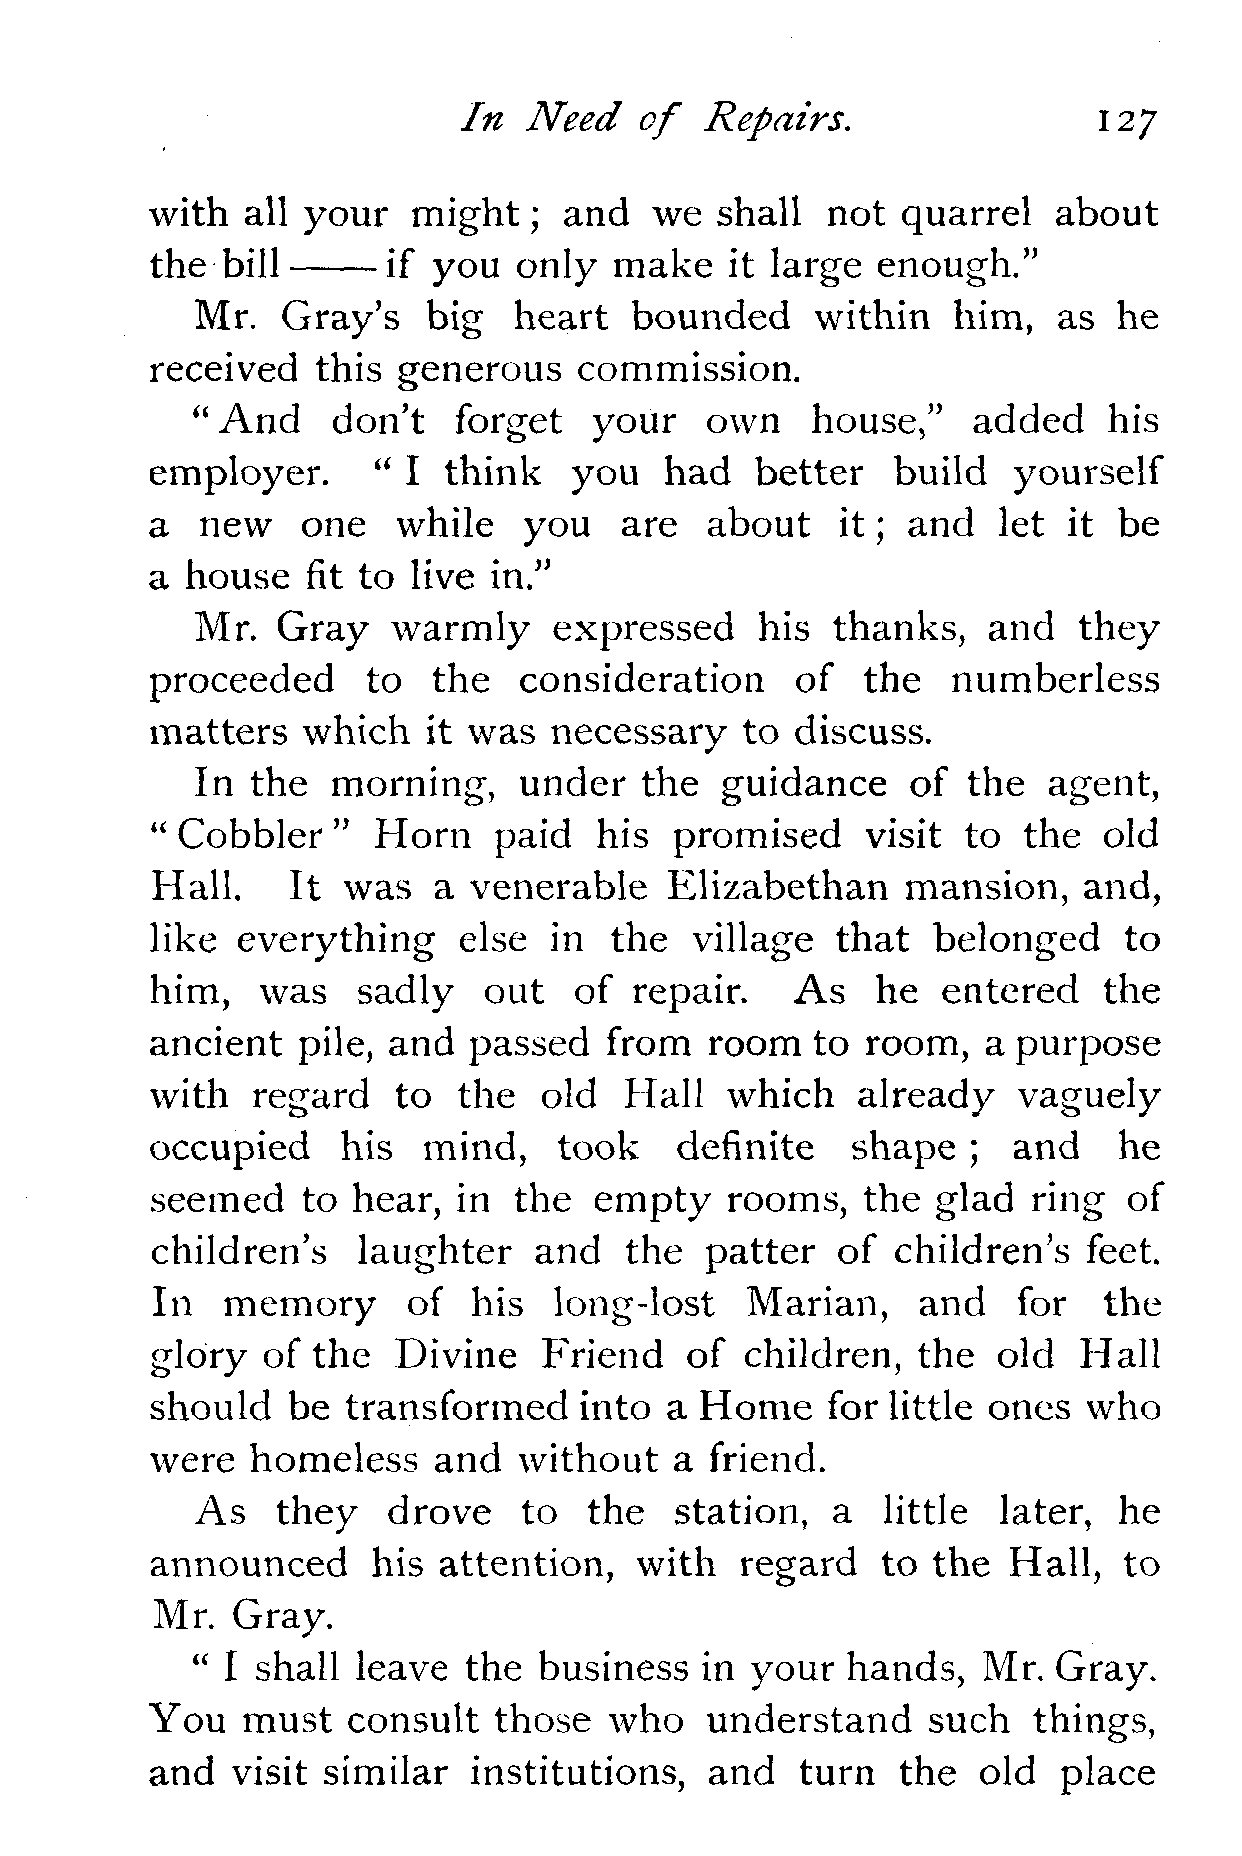 In Need of Repairs. 127
with all your might ; and we shall not quarrel about
the bill —— if you only make it large enough."
Mr. Gray's big heart bounded within him, as he
received this generous commission.
" And don't forget your own house," added his
employer. " I think you had better build yourself
a new one while you are about it ; and let it be
a house fit to live in."
Mr. Gray warmly expressed his thanks, and they
proceeded to the consideration of the numberless
matters which it was necessary to discuss.
In the morning, under the guidance of the agent,
" Cobbler " Horn paid his promised visit to the old
Hall. It was a venerable Elizabethan mansion, and,
like everything else in the village that belonged to
him, was sadly out of repair. As he entered the
ancient pile, and passed from room to room, a purpose
with regard to the old Hall which already vaguely
occupied his mind, took definite shape ; and he
seemed to hear, in the empty rooms, the glad ring of
children's laughter and the patter of children's feet.
In memory of his long-lost Marian, and for the
glory of the Divine Friend of children, the old Hall
should be transformed into a Home for little ones who
were homeless and without a friend.
As they drove to the station, a little later, he
announced his attention, with regard to the Hall, to
Mr. Gray.
" I shall leave the business in your hands, Mr. Gray.
You must consult those who understand such things,
and visit similar institutions, and turn the old place